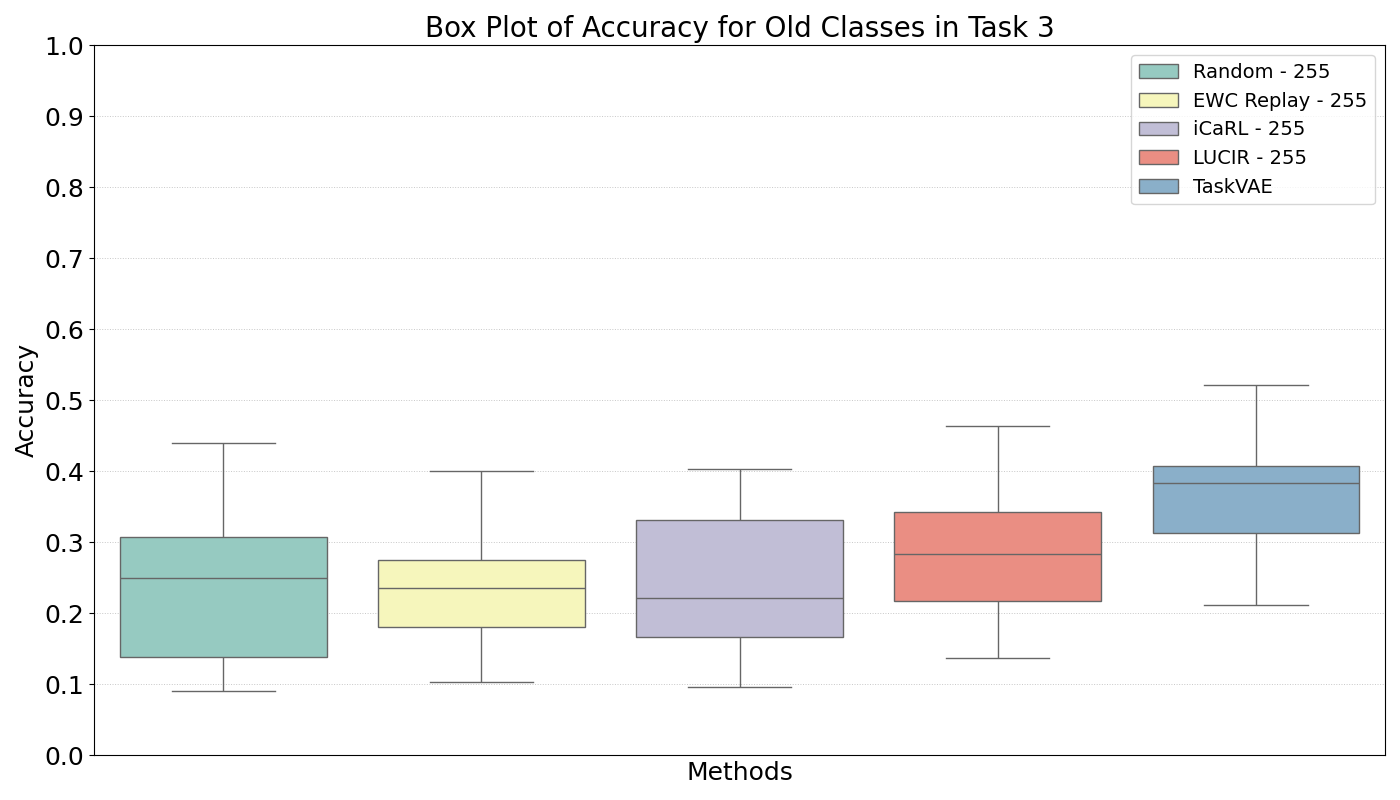 Box Plot of Accuracy for Old Classes in Task 3
1.0
0.9
0.8
0.7
0.6
0.5
0.4
0.3
0.2
0.1
0.0
Accuracy
Methods
Random - 255
EWC Replay - 255
iCaRL - 255
LUCIR - 255
TaskVAE